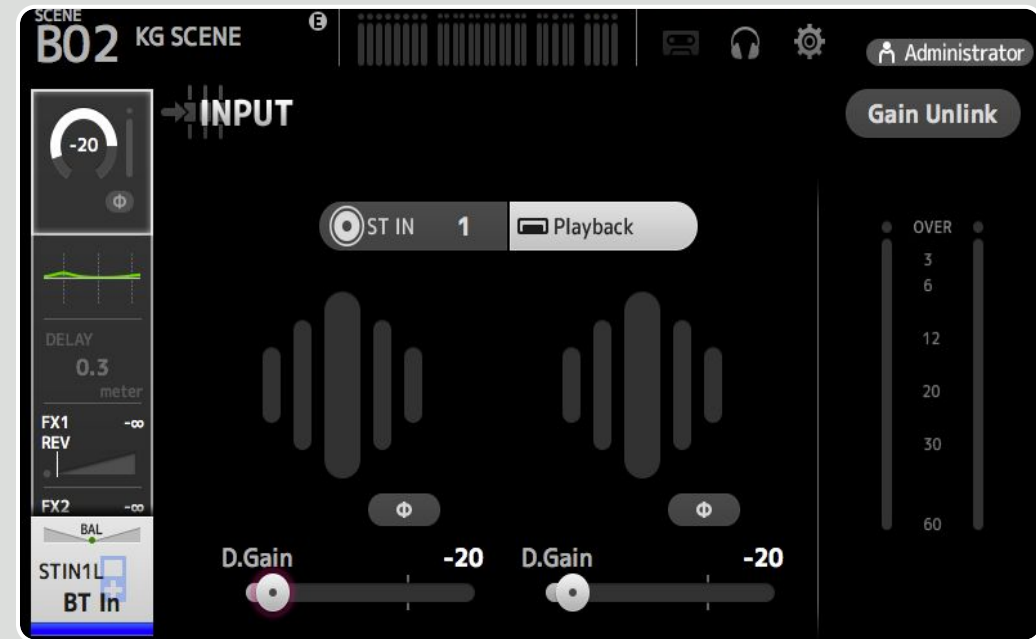 SCENE
B02 KG SCENE E
Administrator
INPUT
Gain Unlink
-20
Φ
ST IN 1 Playback
OVER
3
6
12
20
30
60
DELAY
0.3
meter
FX1 -∞
REV
FX2 -∞
BAL
STIN1L
BT In
Φ Φ
D.Gain -20 D.Gain -20